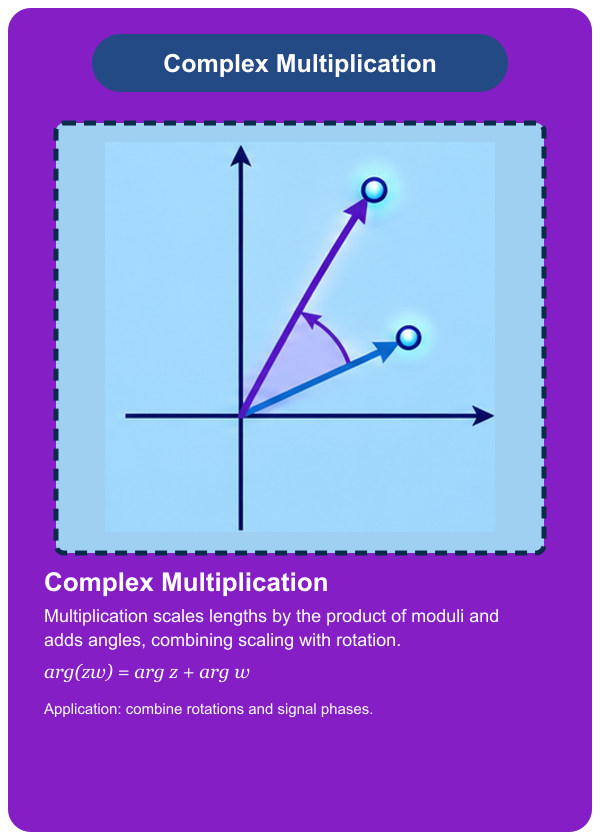 Complex Multiplication
Complex Multiplication
Multiplication scales lengths by the product of moduli and
adds angles, combining scaling with rotation.
arg(zw) = arg z + arg w
Application: combine rotations and signal phases.